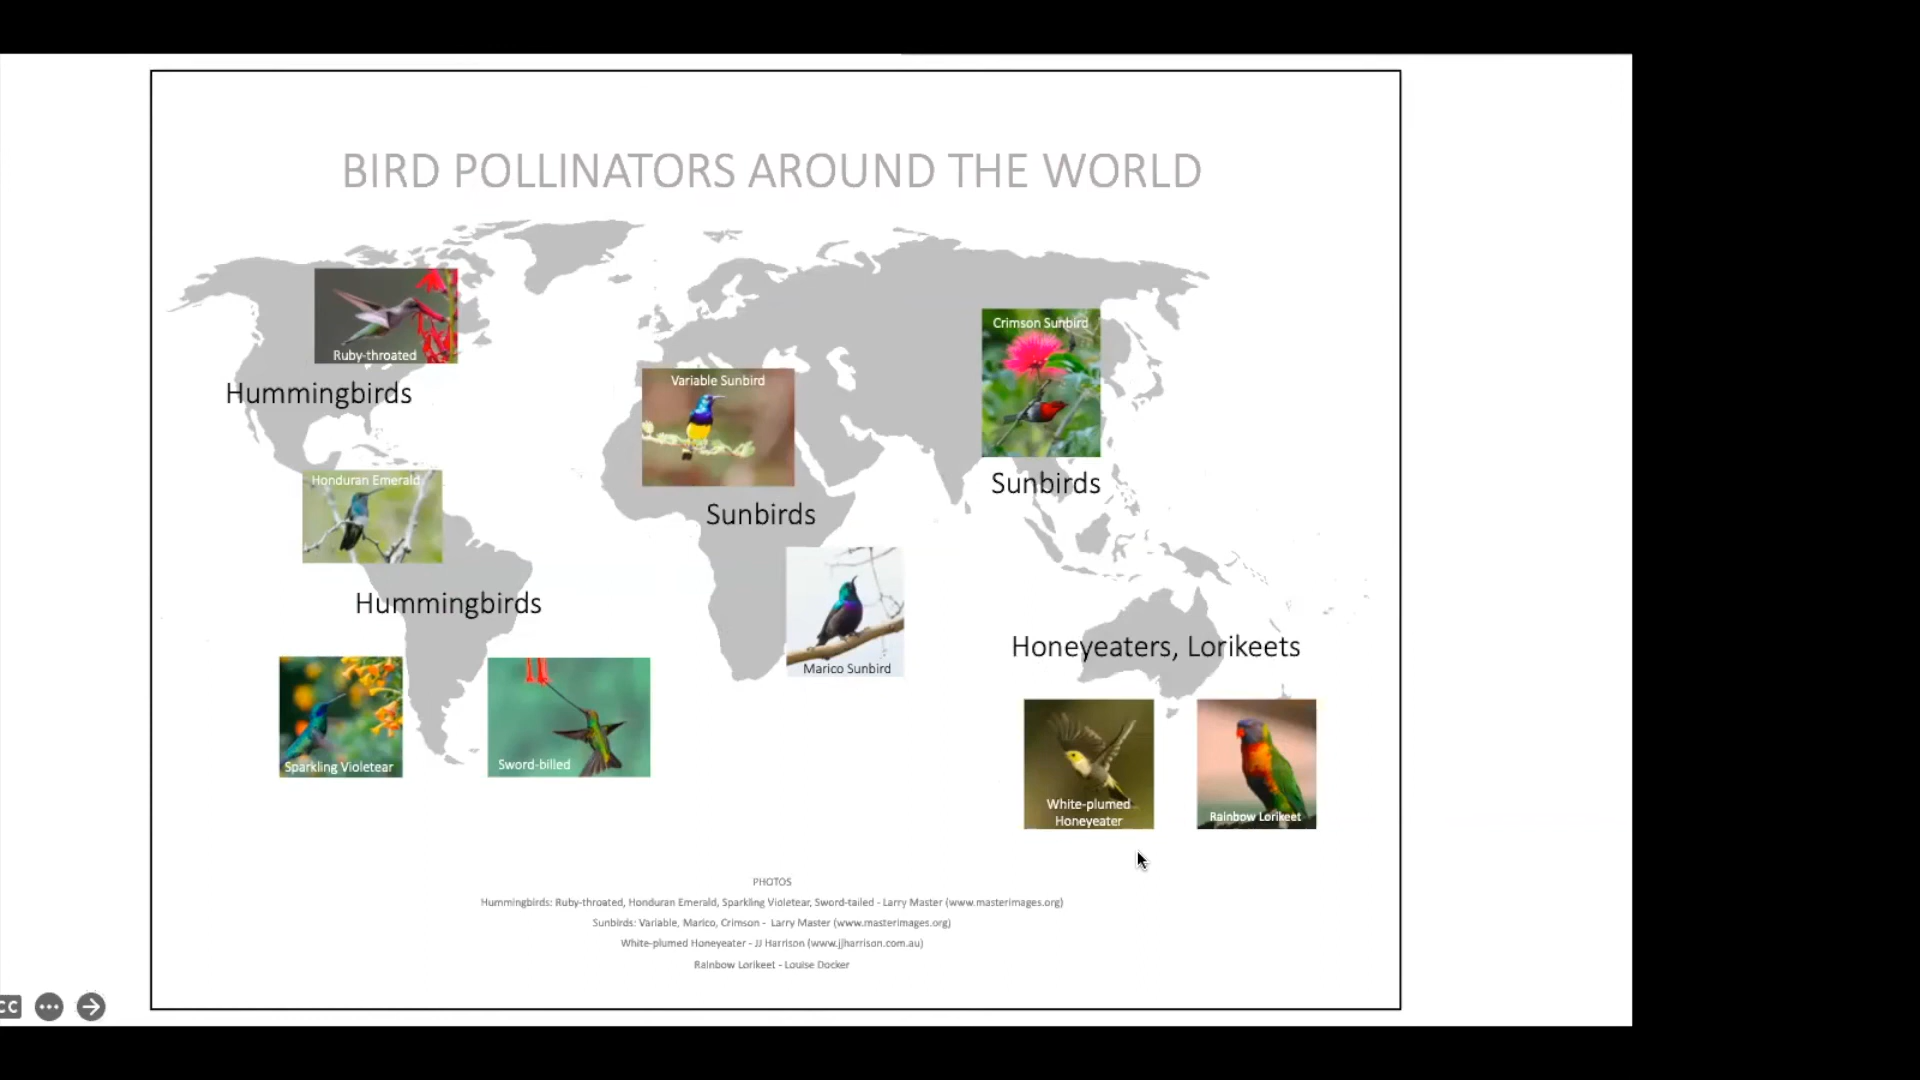 BIRD POLLINATORS AROUND THE WORLD
Ruby-throated
Hummingbirds
Variable Sunbird
Crimson Sunbird
Honduran Emerald
Sunbirds
Sunbirds
Hummingbirds
Marico Sunbird
Honeyeaters, Lorikeets
Sparkling Violetear
Sword-billed
White-plumed
Honeyeater
Rainbow Lorikeet
PHOTOS
Hummingbirds: Ruby-throated, Honduran Emerald, Sparkling Violetear, Sword-tailed - Larry Master (www.masterimages.org)
Sunbirds: Variable, Marico, Crimson - Larry Master (www.masterimages.org)
White-plumed Honeyeater - JJ Harrison (www.jjharrison.com.au)
Rainbow Lorikeet - Louise Docker
CC